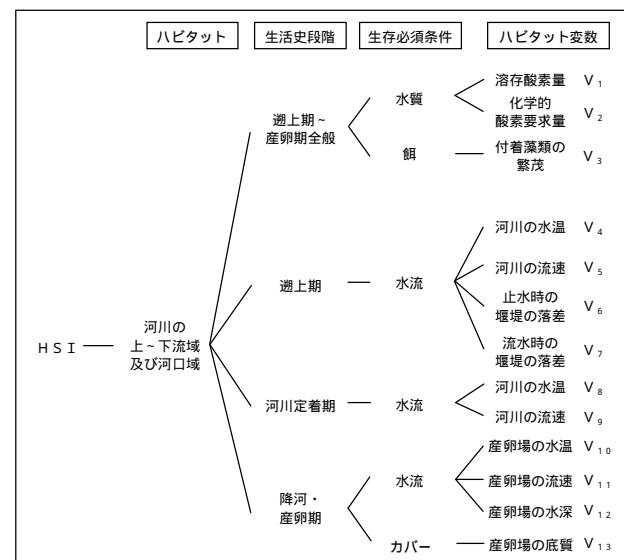 ハビタット 生活史段階 生存必須条件 ハビタット変数
溶存酸素量 V₁
水質
化学的
酸素要求量 V₂
遡上期~
産卵期全般
餌
付着藻類の
繁茂 V₃
河川の水温 V₄
河川の流速 V₅
遡上期
水流
止水時の
堰堤の落差 V₆
流水時の
堰堤の落差 V₇
HSI
河川の
上~下流域
及び河口域
河川の水温 V₈
河川定着期
水流
河川の流速 V₉
産卵場の水温 V₁₀
水流
産卵場の流速 V₁₁
降河・
産卵期
産卵場の水深 V₁₂
カバー
産卵場の底質 V₁₃